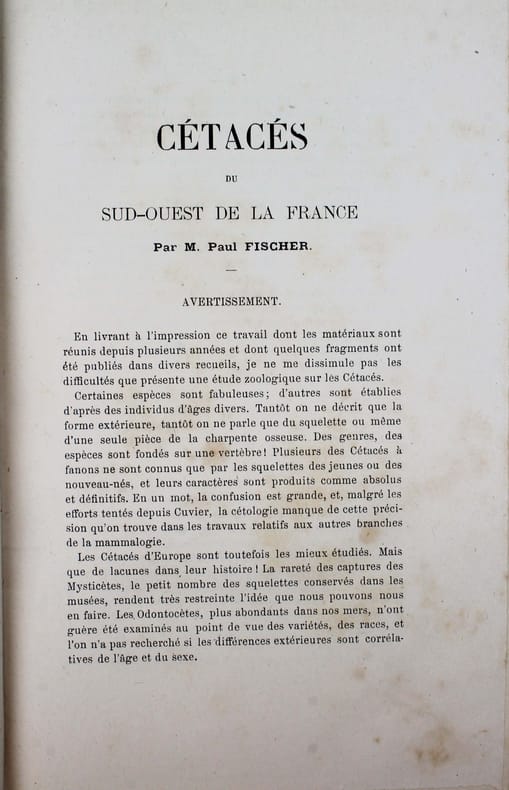 CÉTACÉS
DU
SUD-OUEST DE LA FRANCE
Par M. Paul FISCHER.
AVERTISSEMENT.
En livrant à l'impression ce travail dont les matériaux sont
réunis depuis plusieurs années et dont quelques fragments ont
été publiés dans divers recueils, je ne me dissimule pas les
difficultés que présente une étude zoologique sur les Cétacés.
Certaines espèces sont fabuleuses; d'autres sont établies
d'après des individus d'âges divers. Tantôt on ne décrit que la
forme extérieure, tantôt on ne parle que du squelette ou même
d'une seule pièce de la charpente osseuse. Des genres, des
espèces sont fondés sur une vertèbre! Plusieurs des Cétacés à
fanons ne sont connus que par les squelettes des jeunes ou des
nouveau-nés, et leurs caractères sont produits comme absolus
et définitifs. En un mot, la confusion est grande, et, malgré les
efforts tentés depuis Cuvier, la cétologie manque de cette préci-
sion qu'on trouve dans les travaux relatifs aux autres branches
de la mammalogie.
Les Cétacés d'Europe sont toutefois les mieux étudiés. Mais
que de lacunes dans leur histoire! La rareté des captures des
Mysticètes, le petit nombre des squelettes conservés dans les
musées, rendent très restreinte l'idée que nous pouvons nous
en faire. Les Odontocètes, plus abondants dans nos mers, n'ont
guère été examinés au point de vue des variétés, des races, et
l'on n'a pas recherché si les différences extérieures sont corréla-
tives de l'âge et du sexe.